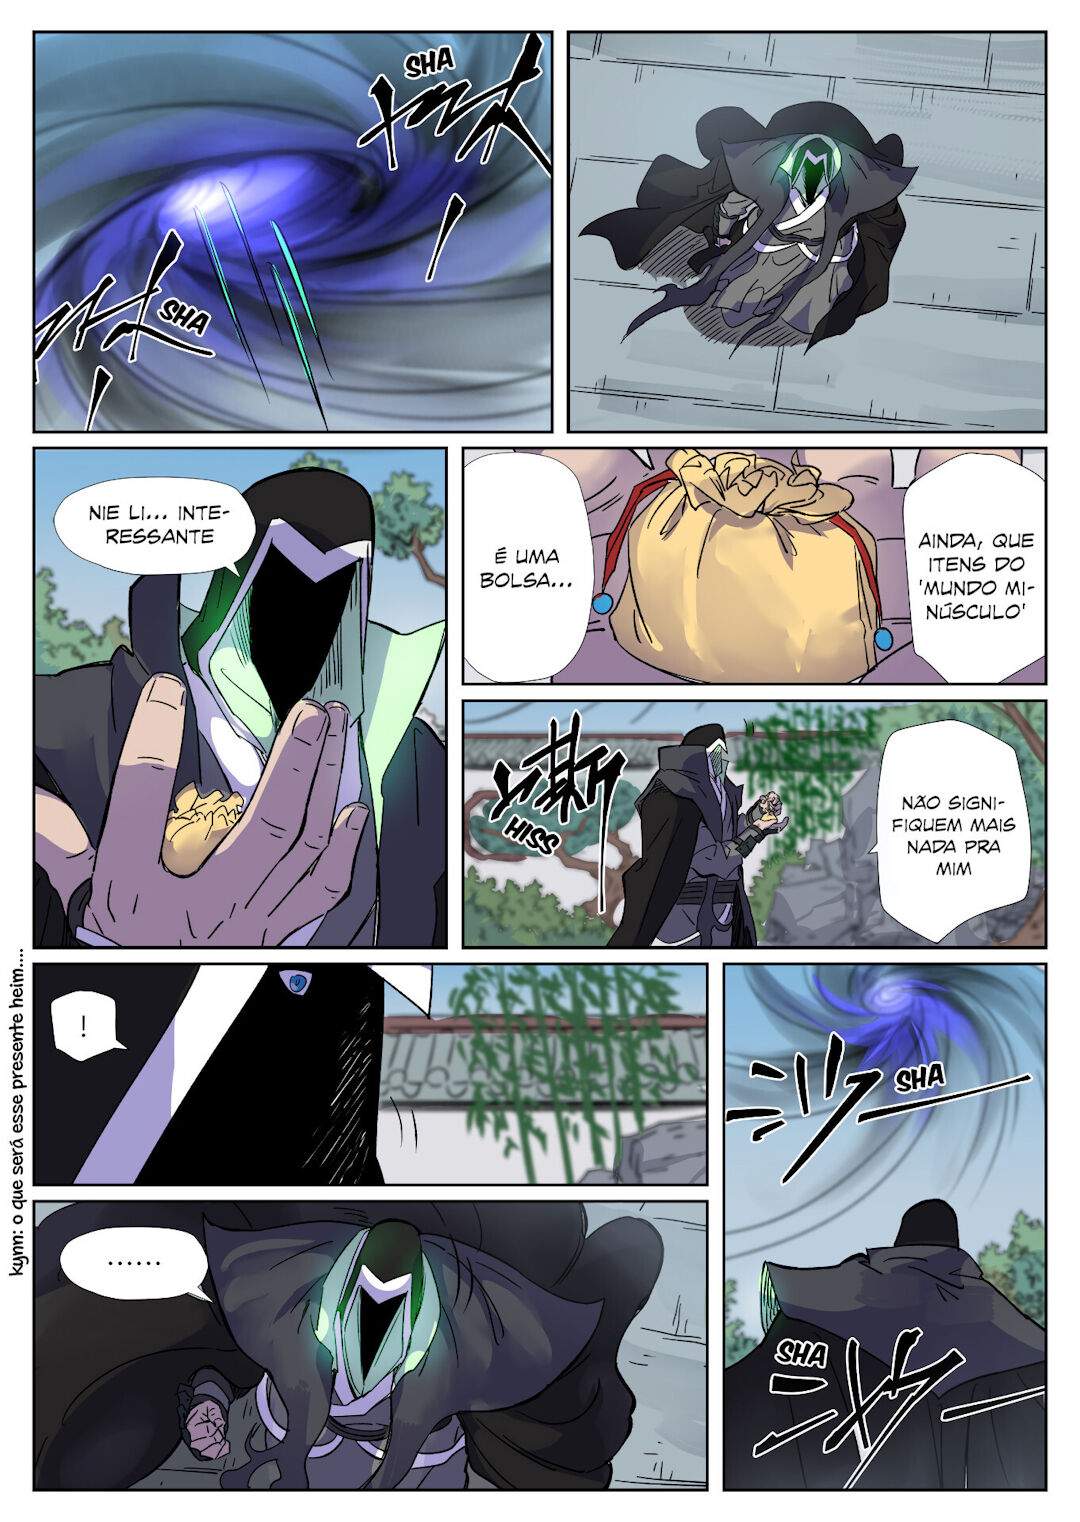 SHA
SHA
NIE LI... INTE-
RESSANTE
É UMA
BOLSA...
AINDA, QUE
ITENS DO
'MUNDO MI-
NÚSCULO'
HISS
NÃO SIGNI-
FIQUEM MAIS
NADA PRA
MIM
!
SHA
SHA
......
kynn: o que será esse presente heim....